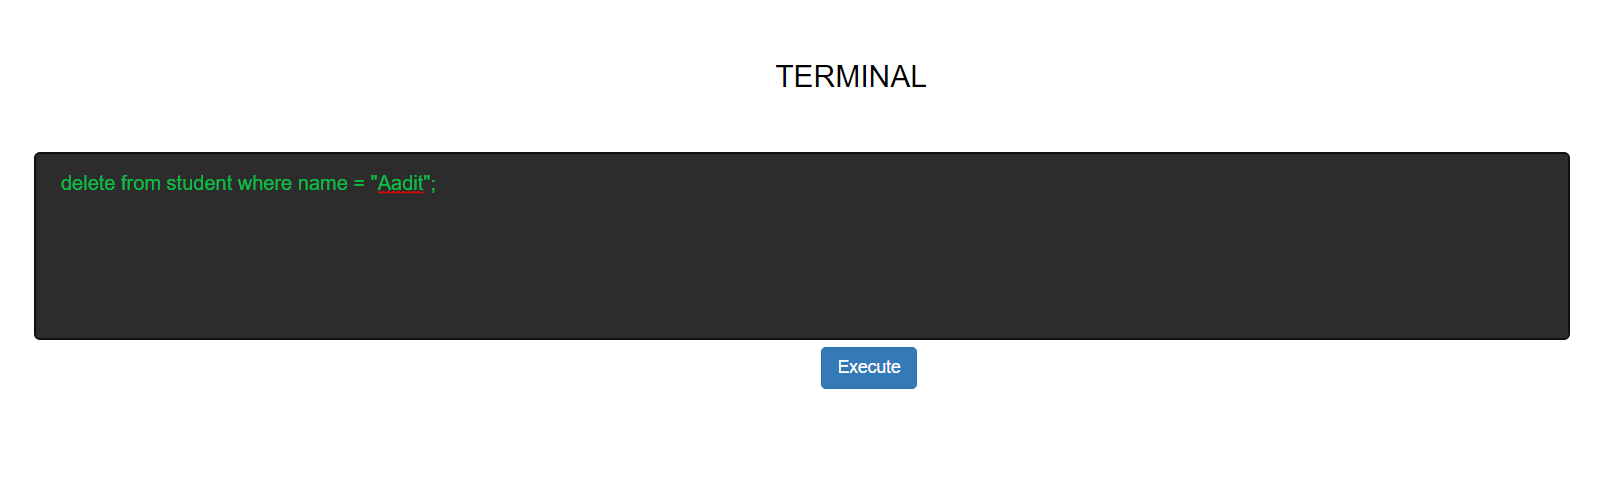 TERMINAL
delete from student where name = "Aadit";
Execute